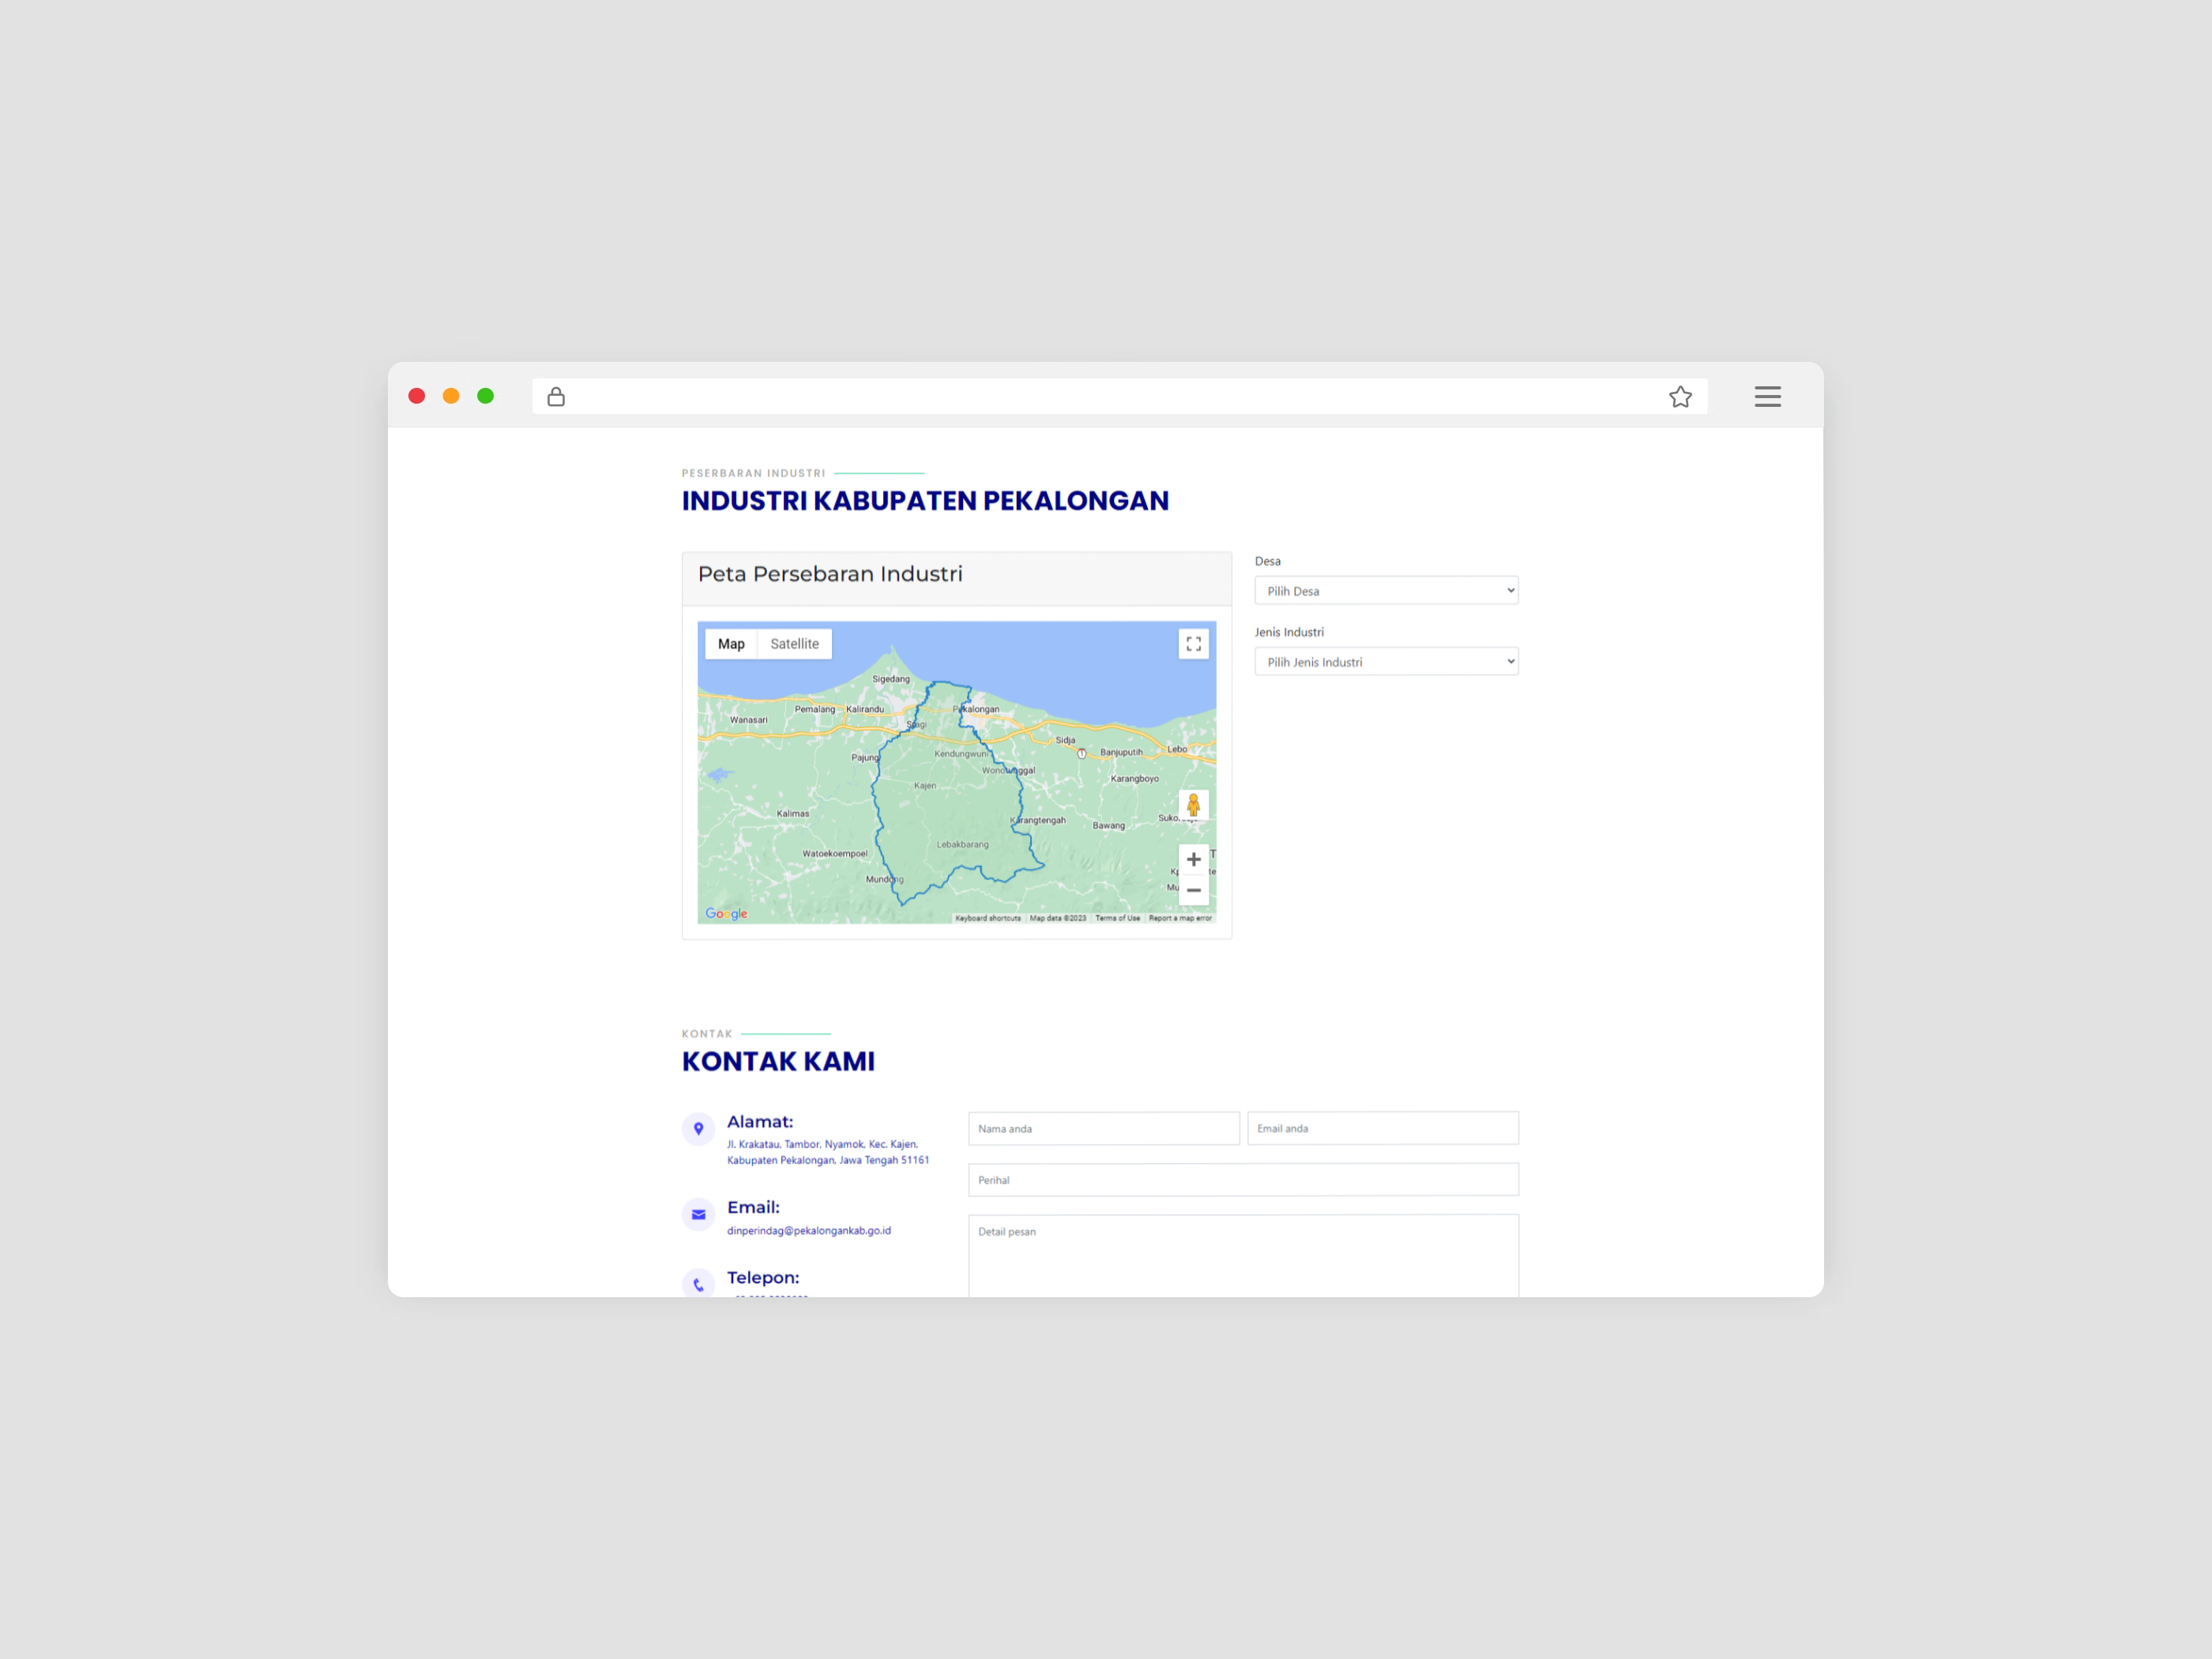 PESERBARAN INDUSTRI
INDUSTRI KABUPATEN PEKALONGAN
Peta Persebaran Industri
Desa
Pilih Desa
Jenis Industri
Pilih Jenis Industri
Map
Satellite
Sigedang
Pemalang
Kalirandu
Pekalongan
Wanasari
Sragi
Sidja
Lebo
Banjuputih
Kendungwuni
Pajung
Wonotunggal
Karangboyo
Kajen
Kalimas
Karangtengah
Bawang
Lebakbarang
Watoekoempoel
Mundong
Google
Keyboard shortcuts
Map data ©2023
Terms of Use
Report a map error
KONTAK
KONTAK KAMI
Alamat:
Jl. Krakatau, Tambor, Nyamok, Kec. Kajen,
Kabupaten Pekalongan, Jawa Tengah 51161
Nama anda
Email anda
Perihal
Email:
dinperindag@pekalongankab.go.id
Detail pesan
Telepon: